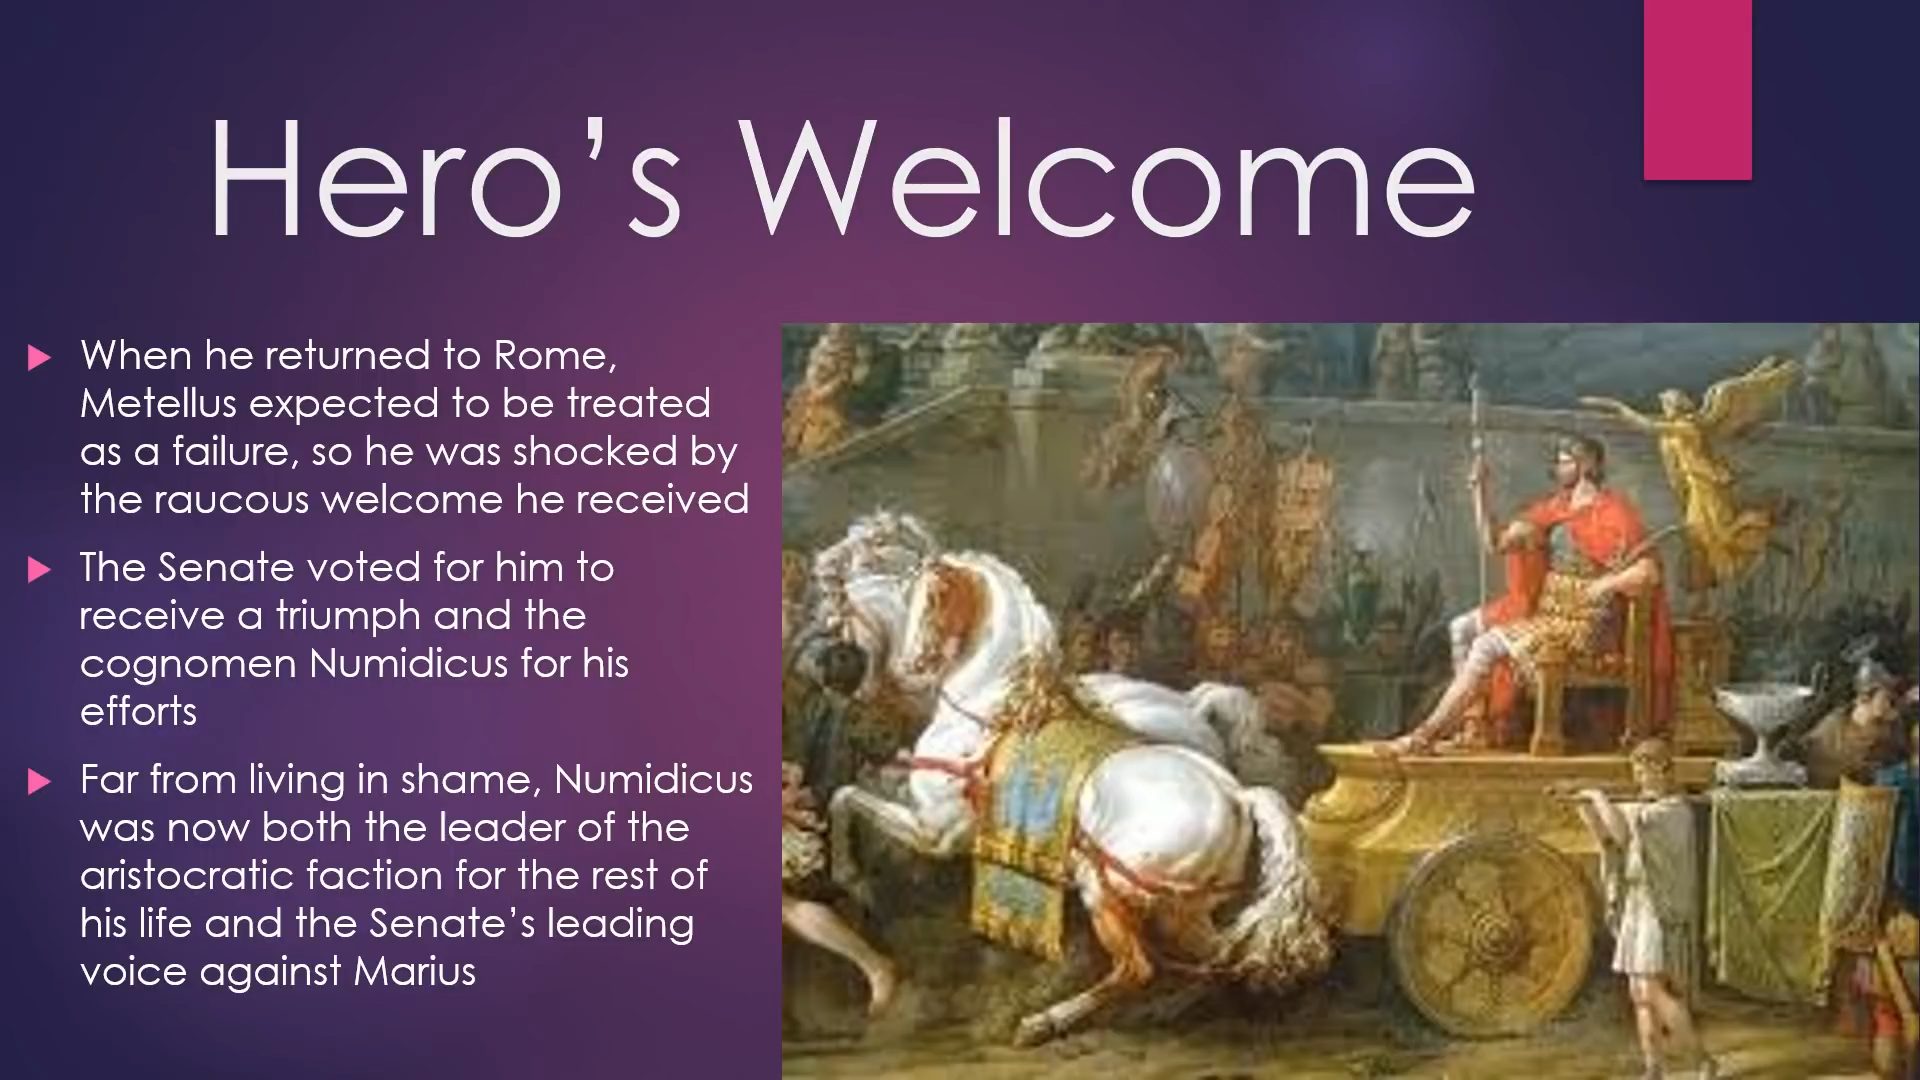 Hero’s Welcome
When he returned to Rome,
Metellus expected to be treated
as a failure, so he was shocked by
the raucous welcome he received
The Senate voted for him to
receive a triumph and the
cognomen Numidicus for his
efforts
Far from living in shame, Numidicus
was now both the leader of the
aristocratic faction for the rest of
his life and the Senate’s leading
voice against Marius